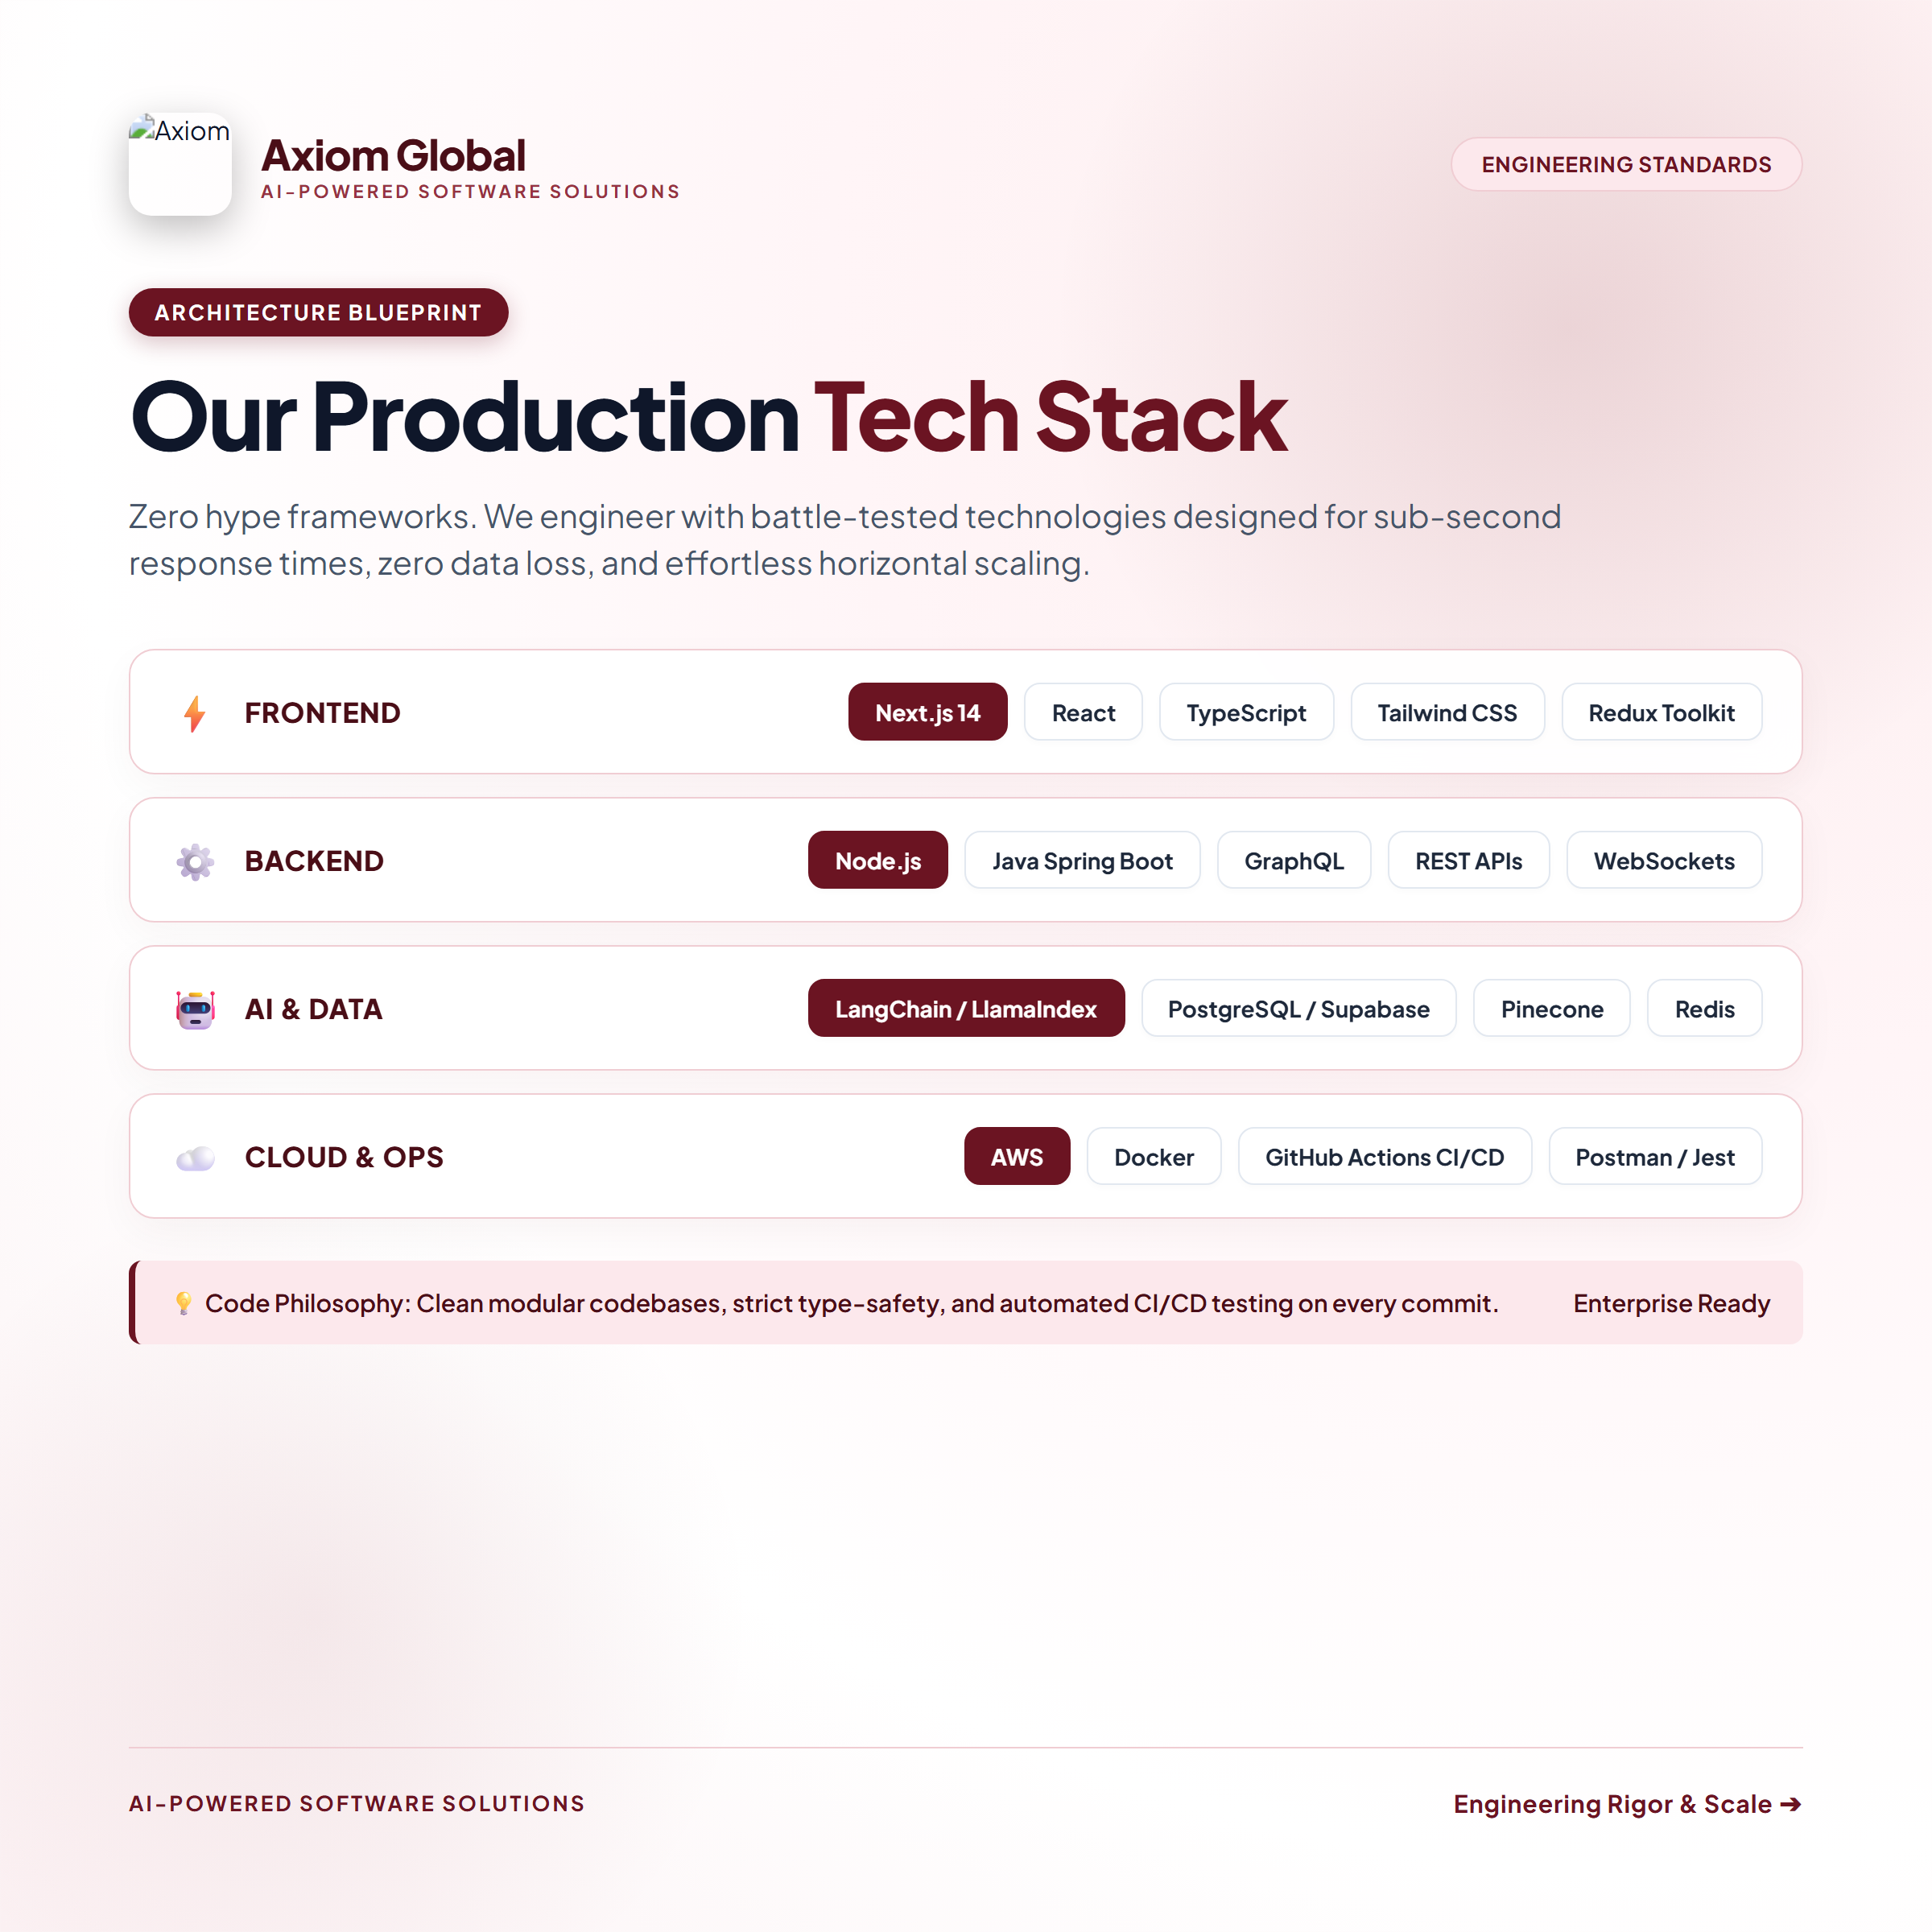 Axiom
Axiom Global
AI-POWERED SOFTWARE SOLUTIONS
ENGINEERING STANDARDS
ARCHITECTURE BLUEPRINT
Our Production Tech Stack
Zero hype frameworks. We engineer with battle-tested technologies designed for sub-second
response times, zero data loss, and effortless horizontal scaling.
FRONTEND Next.js 14 React TypeScript Tailwind CSS Redux Toolkit
BACKEND Node.js Java Spring Boot GraphQL REST APIs WebSockets
AI & DATA LangChain / LlamaIndex PostgreSQL / Supabase Pinecone Redis
CLOUD & OPS AWS Docker GitHub Actions CI/CD Postman / Jest
💡 Code Philosophy: Clean modular codebases, strict type-safety, and automated CI/CD testing on every commit. Enterprise Ready
AI-POWERED SOFTWARE SOLUTIONS
Engineering Rigor & Scale ➔